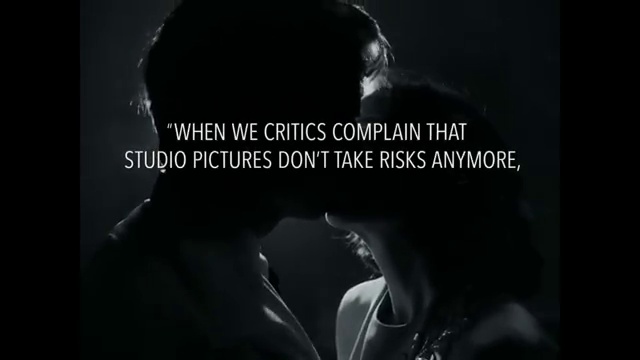 “WHEN WE CRITICS COMPLAIN THAT
STUDIO PICTURES DON’T TAKE RISKS ANYMORE,